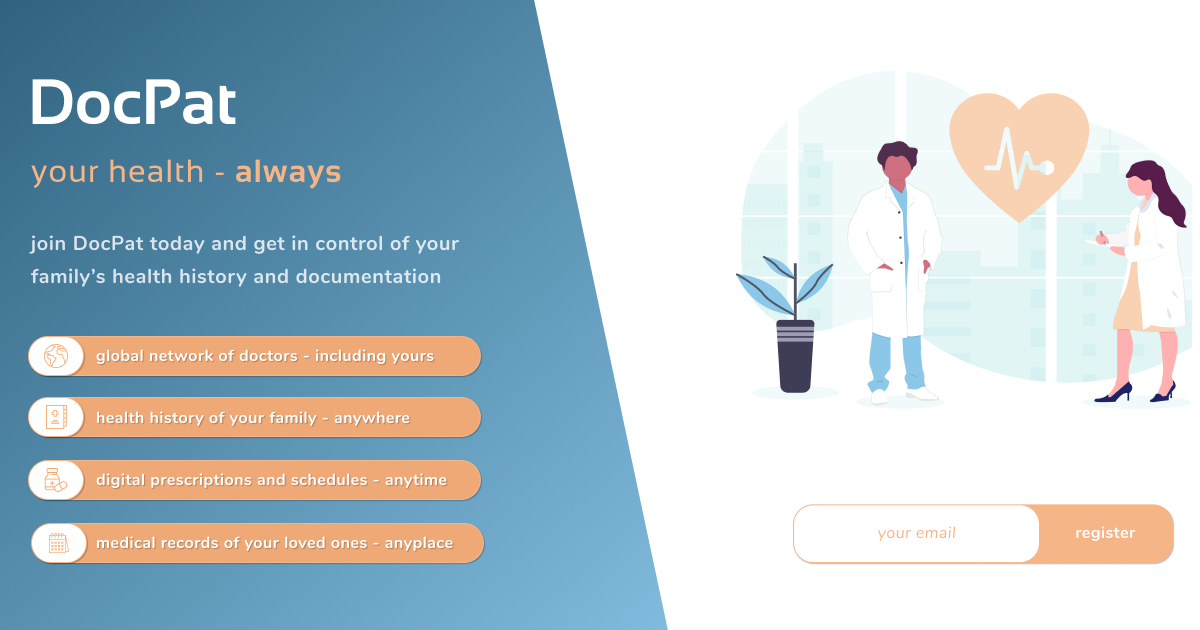 DocPat
your health - always
join DocPat today and get in control of your
family’s health history and documentation
global network of doctors - including yours
health history of your family - anywhere
digital prescriptions and schedules - anytime
medical records of your loved ones - anyplace
your email
register